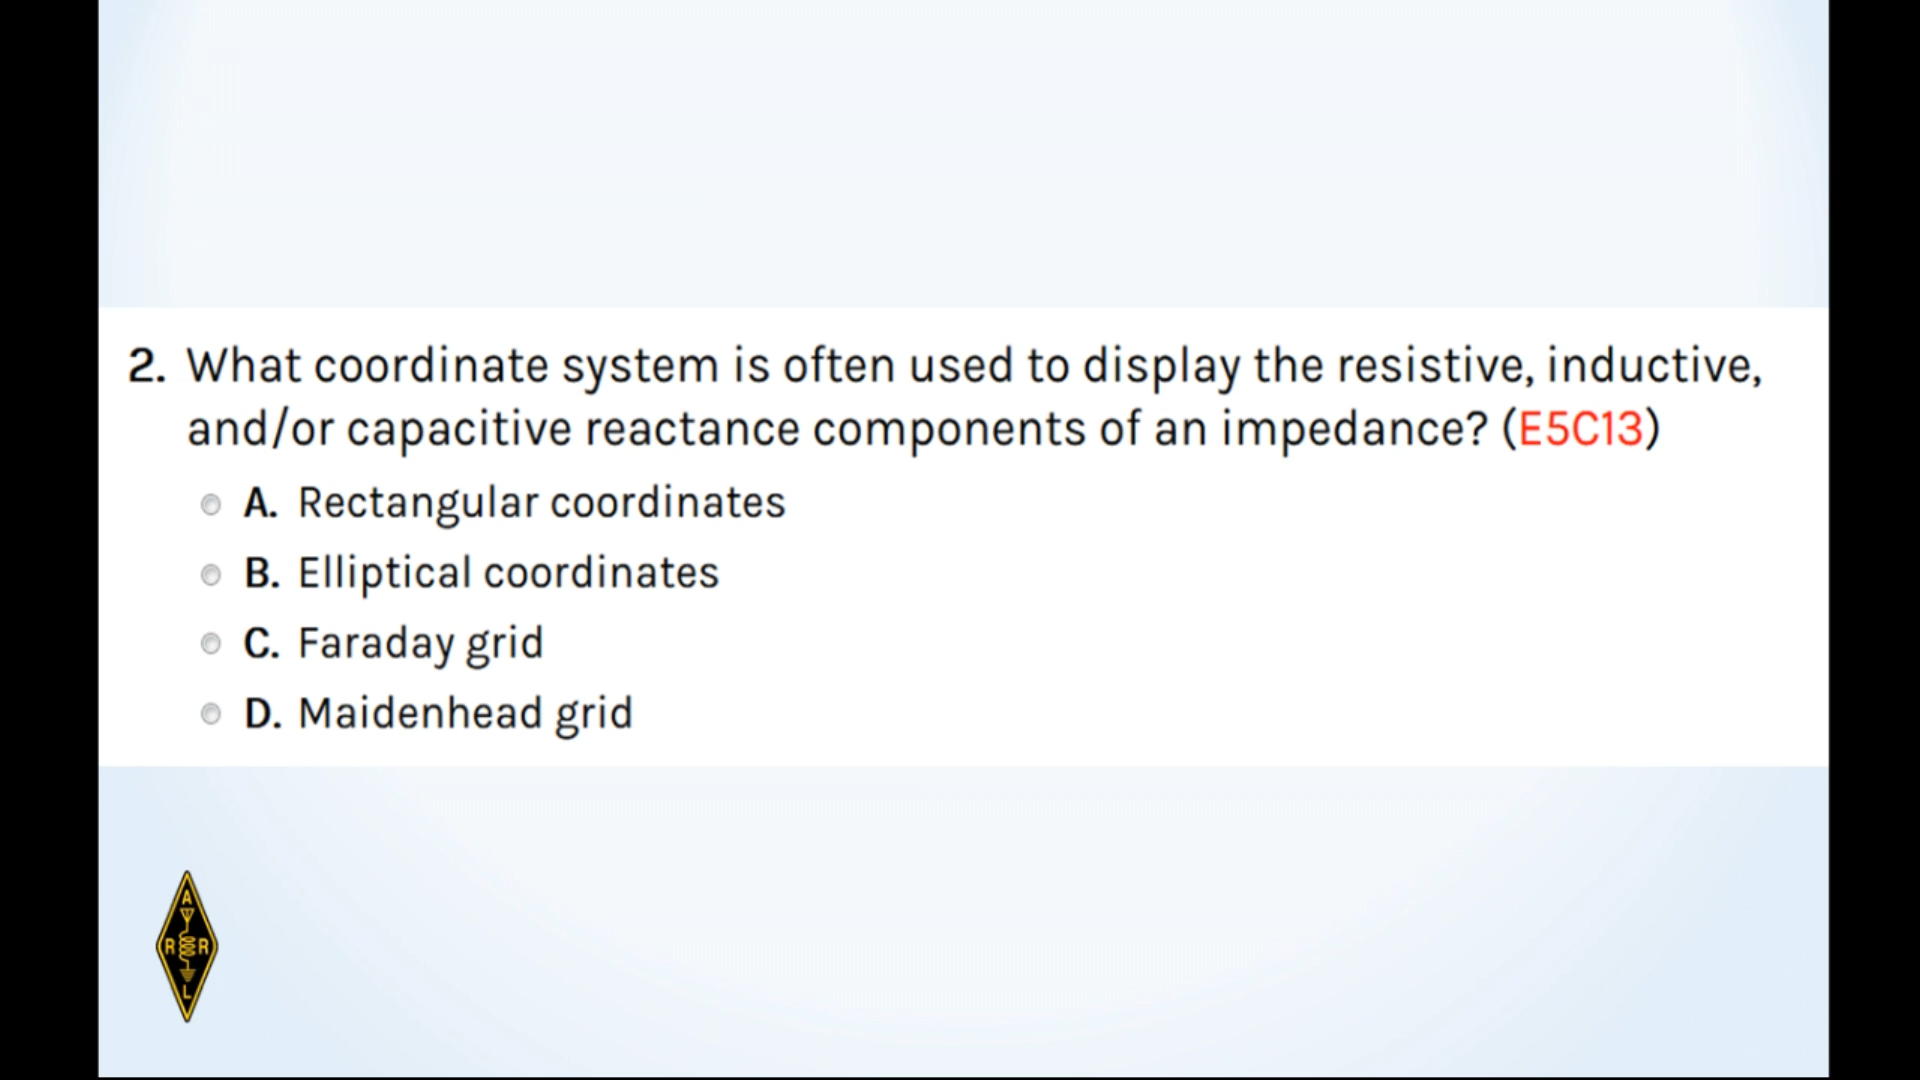 2. What coordinate system is often used to display the resistive, inductive,
and/or capacitive reactance components of an impedance? (E5C13)
A. Rectangular coordinates
B. Elliptical coordinates
C. Faraday grid
D. Maidenhead grid
A
R R
L